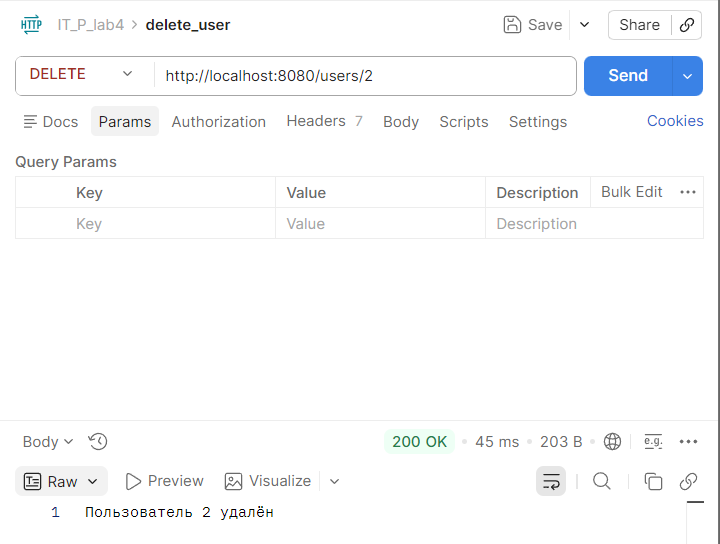 HTTP IT_P_lab4 > delete_user Save Share
DELETE http://localhost:8080/users/2 Send
Docs Params Authorization Headers 7 Body Scripts Settings Cookies
Query Params
Key Value Description Bulk Edit
Key Value Description
Body 200 OK 45 ms 203 B e.g.
Raw Preview Visualize
1 Пользователь 2 удалён